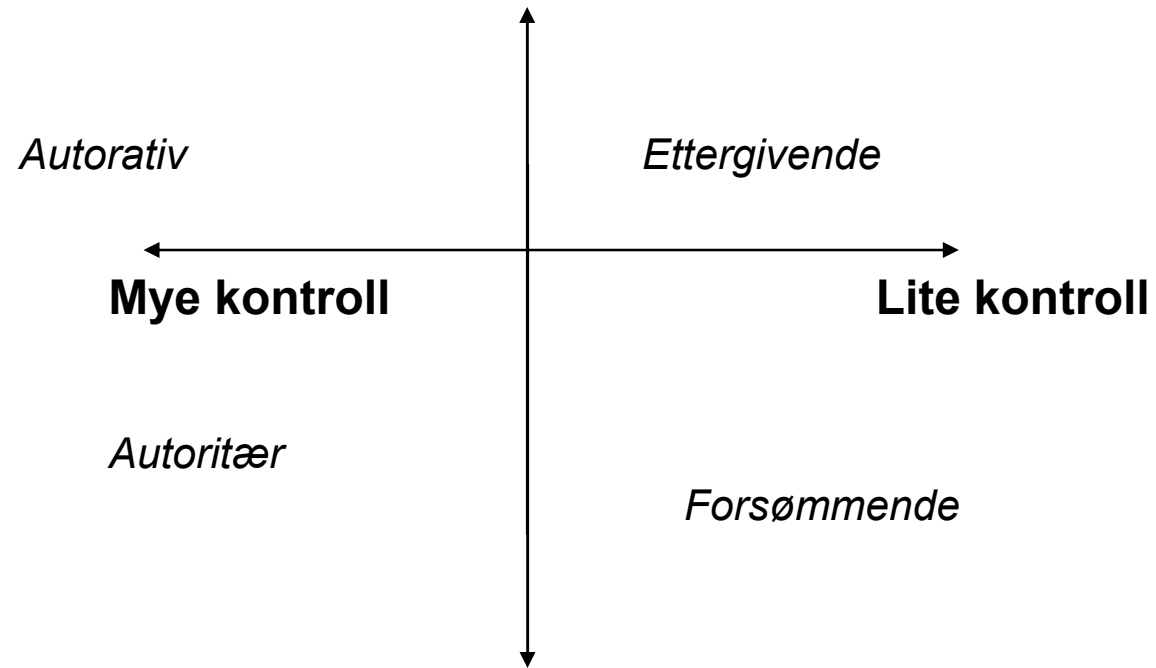 Autorativ
Ettergivende
Mye kontroll
Lite kontroll
Autoritær
Forsømmende